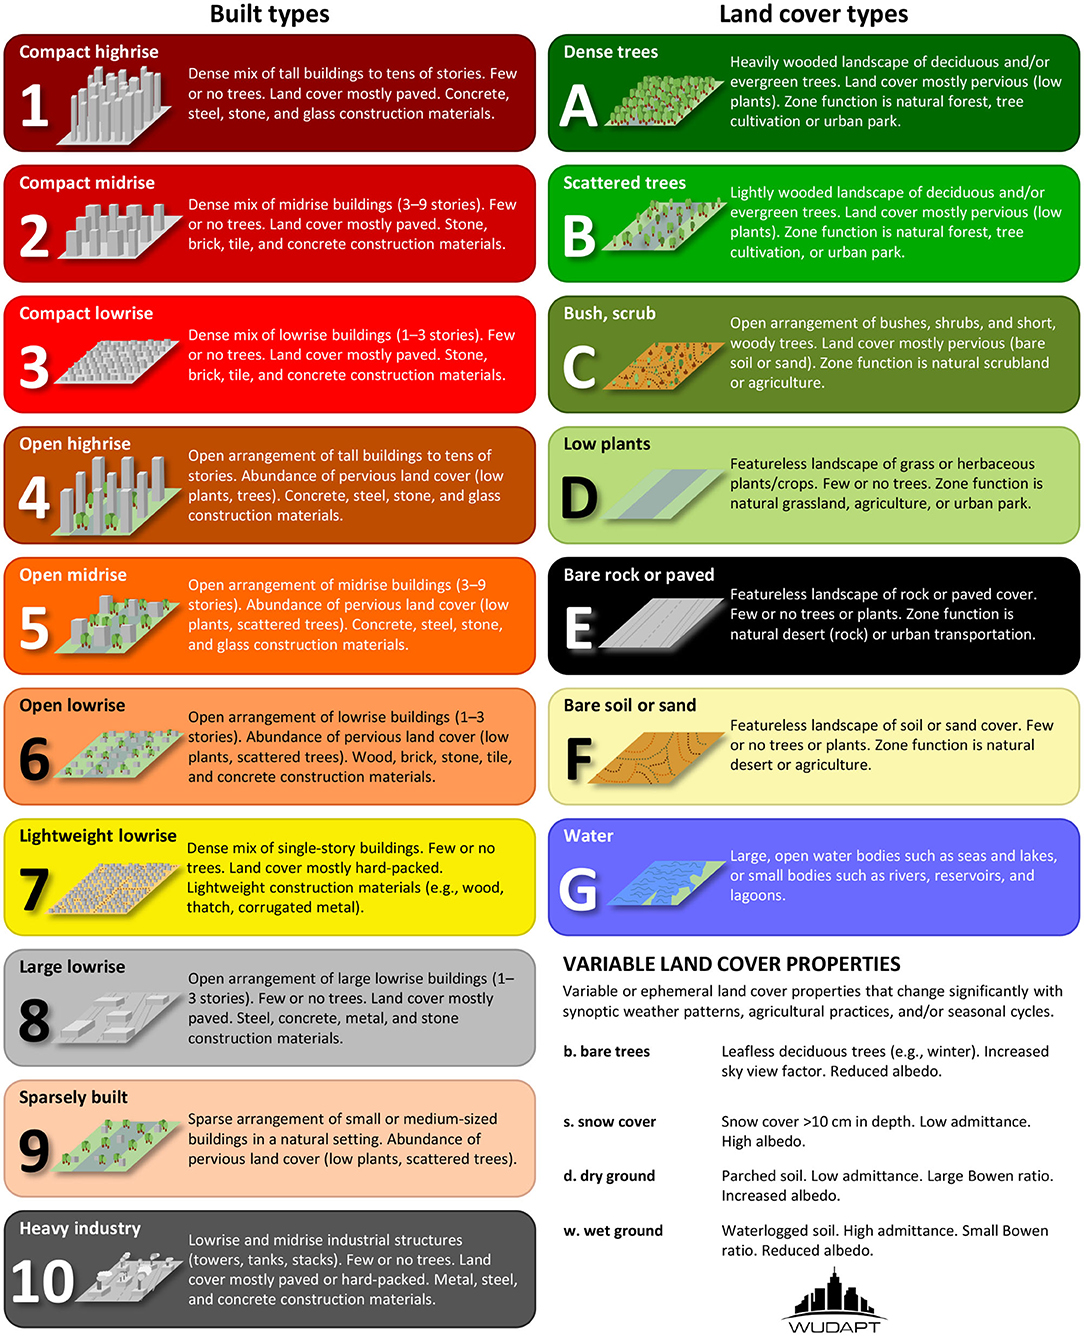 Built types
Compact highrise
1
Dense mix of tall buildings to tens of stories. Few
or no trees. Land cover mostly paved. Concrete,
steel, stone, and glass construction materials.
Compact midrise
2
Dense mix of midrise buildings (3–9 stories). Few
or no trees. Land cover mostly paved. Stone,
brick, tile, and concrete construction materials.
Compact lowrise
3
Dense mix of lowrise buildings (1–3 stories). Few
or no trees. Land cover mostly paved. Stone,
brick, tile, and concrete construction materials.
Open highrise
4
Open arrangement of tall buildings to tens of
stories. Abundance of pervious land cover (low
plants, trees). Concrete, steel, stone, and glass
construction materials.
Open midrise
5
Open arrangement of midrise buildings (3–9
stories). Abundance of pervious land cover (low
plants, scattered trees). Concrete, steel, stone,
and glass construction materials.
Open lowrise
6
Open arrangement of lowrise buildings (1–3
stories). Abundance of pervious land cover (low
plants, scattered trees). Wood, brick, stone, tile,
and concrete construction materials.
Lightweight lowrise
7
Dense mix of single-story buildings. Few or no
trees. Land cover mostly hard-packed.
Lightweight construction materials (e.g., wood,
thatch, corrugated metal).
Large lowrise
8
Open arrangement of large lowrise buildings (1–
3 stories). Few or no trees. Land cover mostly
paved. Steel, concrete, metal, and stone
construction materials.
Sparsely built
9
Sparse arrangement of small or medium-sized
buildings in a natural setting. Abundance of
pervious land cover (low plants, scattered trees).
Heavy industry
10
Lowrise and midrise industrial structures
(towers, tanks, stacks). Few or no trees. Land
cover mostly paved or hard-packed. Metal, steel,
and concrete construction materials.
Land cover types
Dense trees
A
Heavily wooded landscape of deciduous and/or
evergreen trees. Land cover mostly pervious (low
plants). Zone function is natural forest, tree
cultivation or urban park.
Scattered trees
B
Lightly wooded landscape of deciduous and/or
evergreen trees. Land cover mostly pervious (low
plants). Zone function is natural forest, tree
cultivation, or urban park.
Bush, scrub
C
Open arrangement of bushes, shrubs, and short,
woody trees. Land cover mostly pervious (bare
soil or sand). Zone function is natural scrubland
or agriculture.
Low plants
D
Featureless landscape of grass or herbaceous
plants/crops. Few or no trees. Zone function is
natural grassland, agriculture, or urban park.
Bare rock or paved
E
Featureless landscape of rock or paved cover.
Few or no trees or plants. Zone function is
natural desert (rock) or urban transportation.
Bare soil or sand
F
Featureless landscape of soil or sand cover. Few
or no trees or plants. Zone function is natural
desert or agriculture.
Water
G
Large, open water bodies such as seas and lakes,
or small bodies such as rivers, reservoirs, and
lagoons.
VARIABLE LAND COVER PROPERTIES
Variable or ephemeral land cover properties that change significantly with
synoptic weather patterns, agricultural practices, and/or seasonal cycles.
b. bare trees
Leafless deciduous trees (e.g., winter). Increased
sky view factor. Reduced albedo.
s. snow cover
Snow cover >10 cm in depth. Low admittance.
High albedo.
d. dry ground
Parched soil. Low admittance. Large Bowen ratio.
Increased albedo.
w. wet ground
Waterlogged soil. High admittance. Small Bowen
ratio. Reduced albedo.
WUDAPT